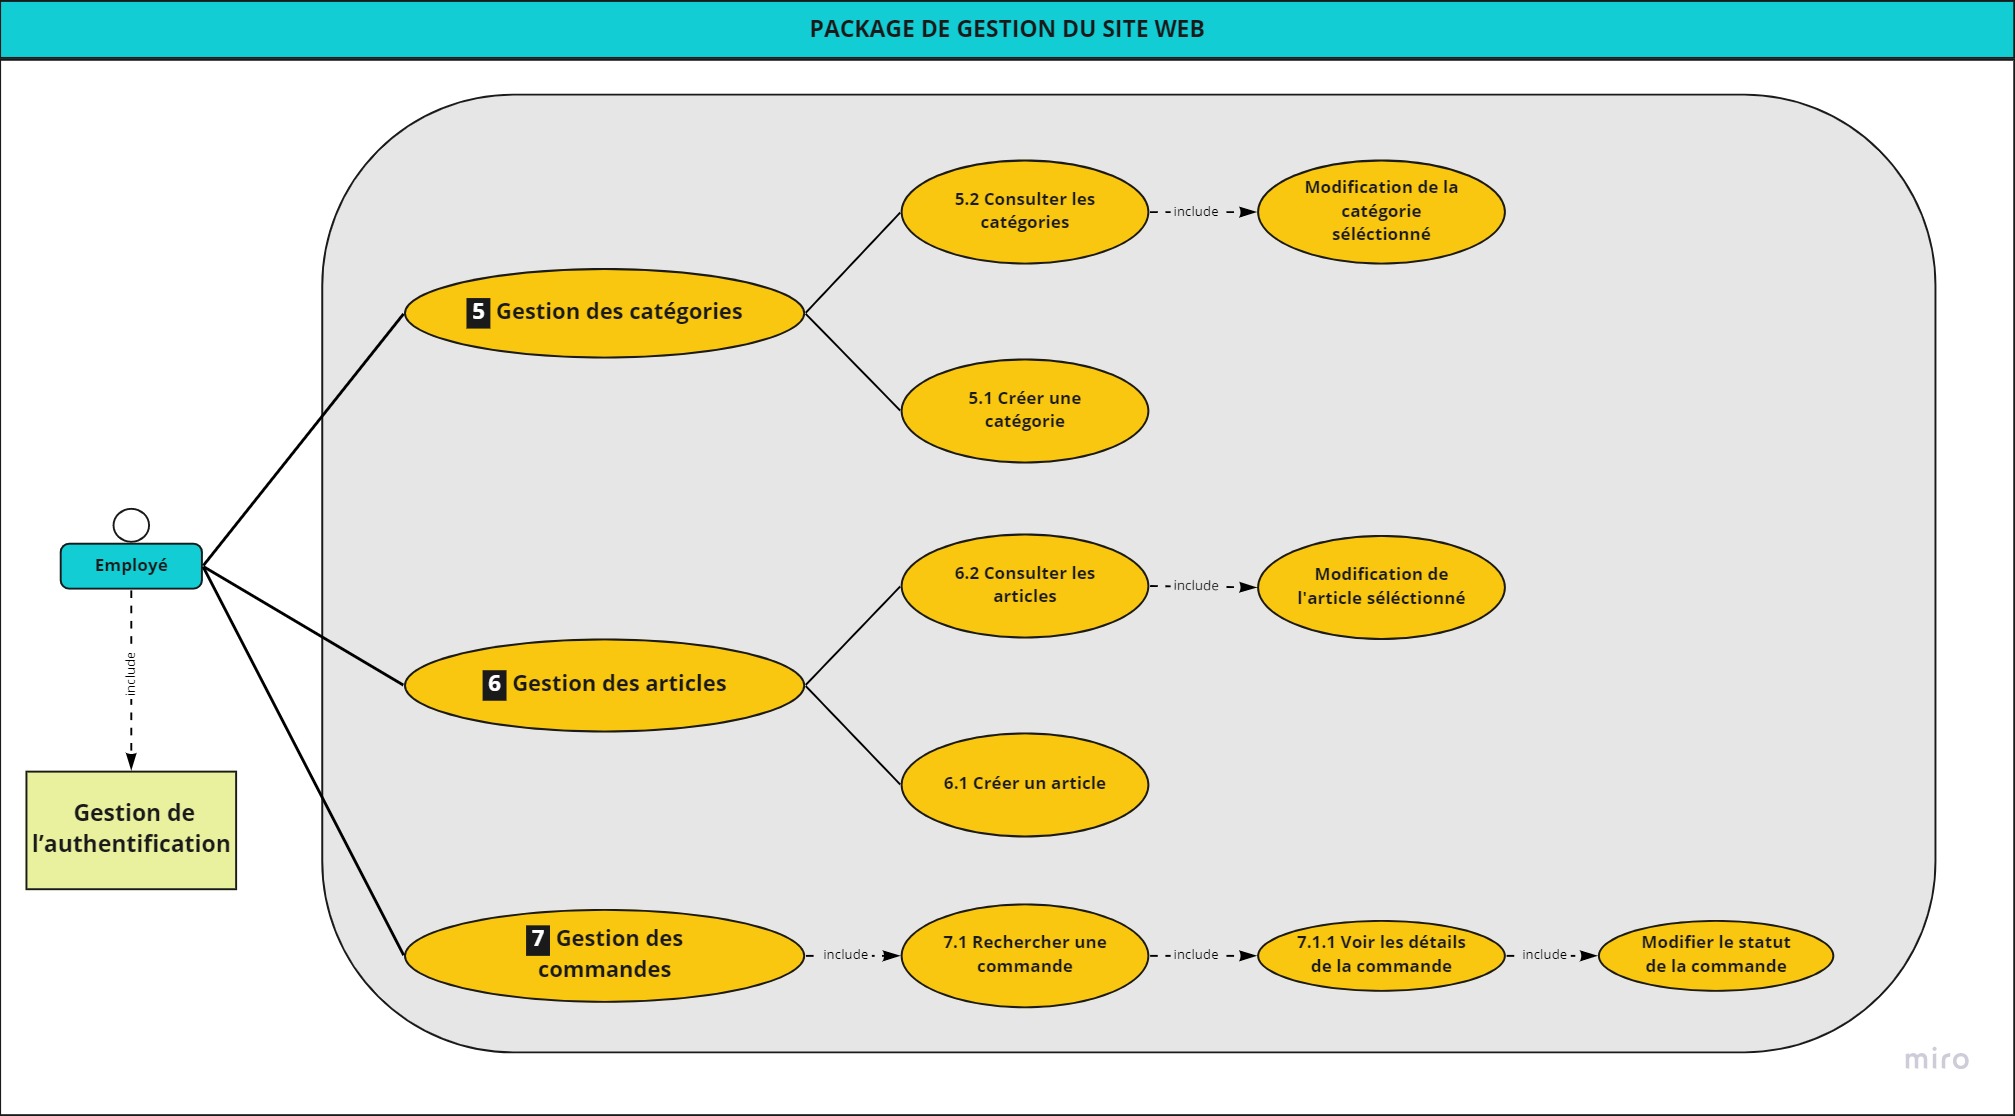 PACKAGE DE GESTION DU SITE WEB
5.2 Consulter les
catégories
include
Modification de la
catégorie
séléctionné
5 Gestion des catégories
5.1 Créer une
catégorie
Employé
include
Gestion de
l’authentification
6.2 Consulter les
articles
include
Modification de
l'article séléctionné
6 Gestion des articles
6.1 Créer un article
7 Gestion des
commandes
include
7.1 Rechercher une
commande
include
7.1.1 Voir les détails
de la commande
include
Modifier le statut
de la commande
miro